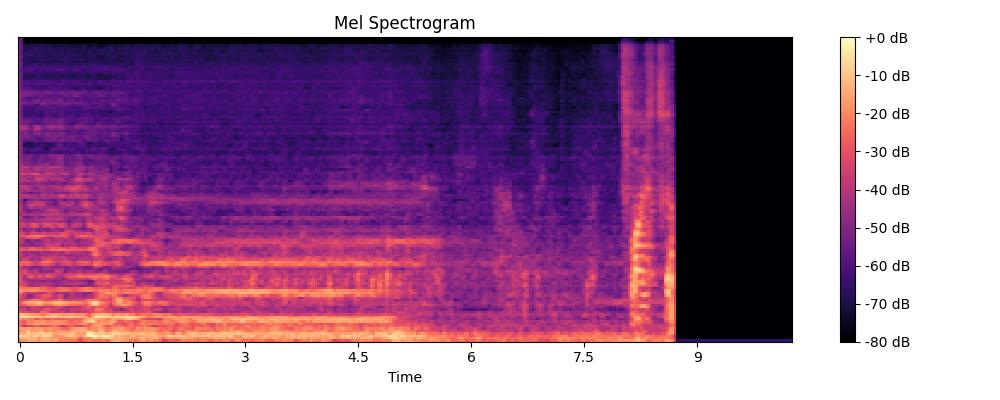 Mel Spectrogram
+0 dB
-10 dB
-20 dB
-30 dB
-40 dB
-50 dB
-60 dB
-70 dB
-80 dB
0 1.5 3 4.5 6 7.5 9
Time